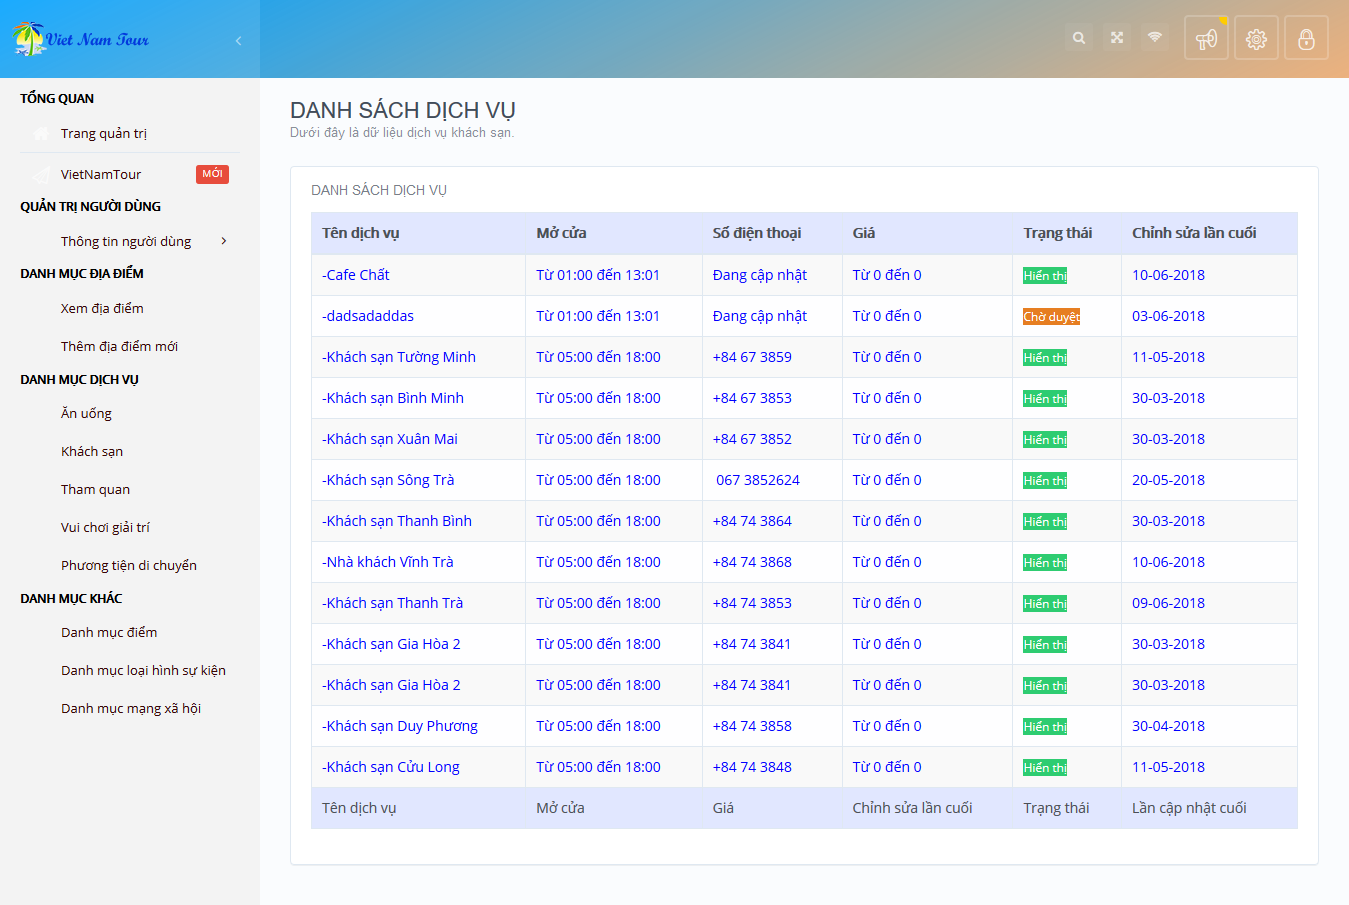 Viet Nam Tour
TỔNG QUAN
Trang quản trị
VietNamTour MỚI
QUẢN TRỊ NGƯỜI DÙNG
Thông tin người dùng
DANH MỤC ĐỊA ĐIỂM
Xem địa điểm
Thêm địa điểm mới
DANH MỤC DỊCH VỤ
Ăn uống
Khách sạn
Tham quan
Vui chơi giải trí
Phương tiện di chuyển
DANH MỤC KHÁC
Danh mục điểm
Danh mục loại hình sự kiện
Danh mục mạng xã hội
DANH SÁCH DỊCH VỤ
Dưới đây là dữ liệu dịch vụ khách sạn.
DANH SÁCH DỊCH VỤ
Tên dịch vụ Mở cửa Số điện thoại Giá Trạng thái Chỉnh sửa lần cuối
-Cafe Chất Từ 01:00 đến 13:01 Đang cập nhật Từ 0 đến 0 Hiển thị 10-06-2018
-dadsadaddas Từ 01:00 đến 13:01 Đang cập nhật Từ 0 đến 0 Chờ duyệt 03-06-2018
-Khách sạn Tường Minh Từ 05:00 đến 18:00 +84 67 3859 Từ 0 đến 0 Hiển thị 11-05-2018
-Khách sạn Bình Minh Từ 05:00 đến 18:00 +84 67 3853 Từ 0 đến 0 Hiển thị 30-03-2018
-Khách sạn Xuân Mai Từ 05:00 đến 18:00 +84 67 3852 Từ 0 đến 0 Hiển thị 30-03-2018
-Khách sạn Sông Trà Từ 05:00 đến 18:00 067 3852624 Từ 0 đến 0 Hiển thị 20-05-2018
-Khách sạn Thanh Bình Từ 05:00 đến 18:00 +84 74 3864 Từ 0 đến 0 Hiển thị 30-03-2018
-Nhà khách Vĩnh Trà Từ 05:00 đến 18:00 +84 74 3868 Từ 0 đến 0 Hiển thị 10-06-2018
-Khách sạn Thanh Trà Từ 05:00 đến 18:00 +84 74 3853 Từ 0 đến 0 Hiển thị 09-06-2018
-Khách sạn Gia Hòa 2 Từ 05:00 đến 18:00 +84 74 3841 Từ 0 đến 0 Hiển thị 30-03-2018
-Khách sạn Gia Hòa 2 Từ 05:00 đến 18:00 +84 74 3841 Từ 0 đến 0 Hiển thị 30-03-2018
-Khách sạn Duy Phương Từ 05:00 đến 18:00 +84 74 3858 Từ 0 đến 0 Hiển thị 30-04-2018
-Khách sạn Cửu Long Từ 05:00 đến 18:00 +84 74 3848 Từ 0 đến 0 Hiển thị 11-05-2018
Tên dịch vụ Mở cửa Giá Chỉnh sửa lần cuối Trạng thái Lần cập nhật cuối